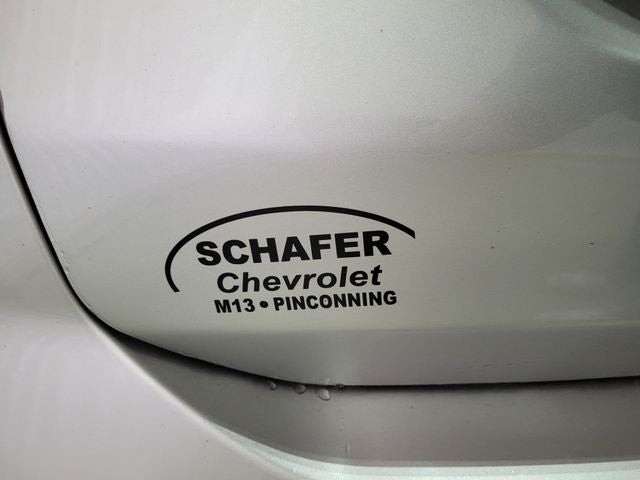 SCHAFER
Chevrolet
M13 • PINCONNING